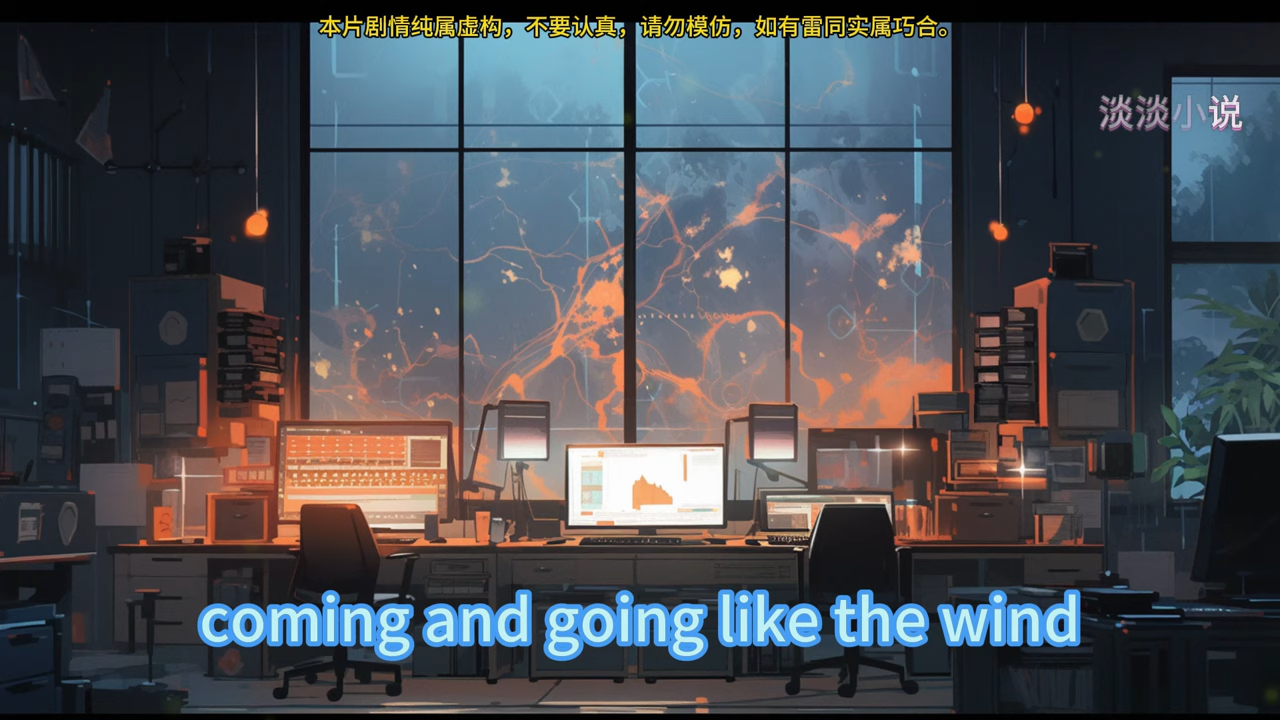 本片剧情纯属虚构，不要认真，请勿模仿，如有雷同实属巧合。
淡淡小说
coming and going like the wind